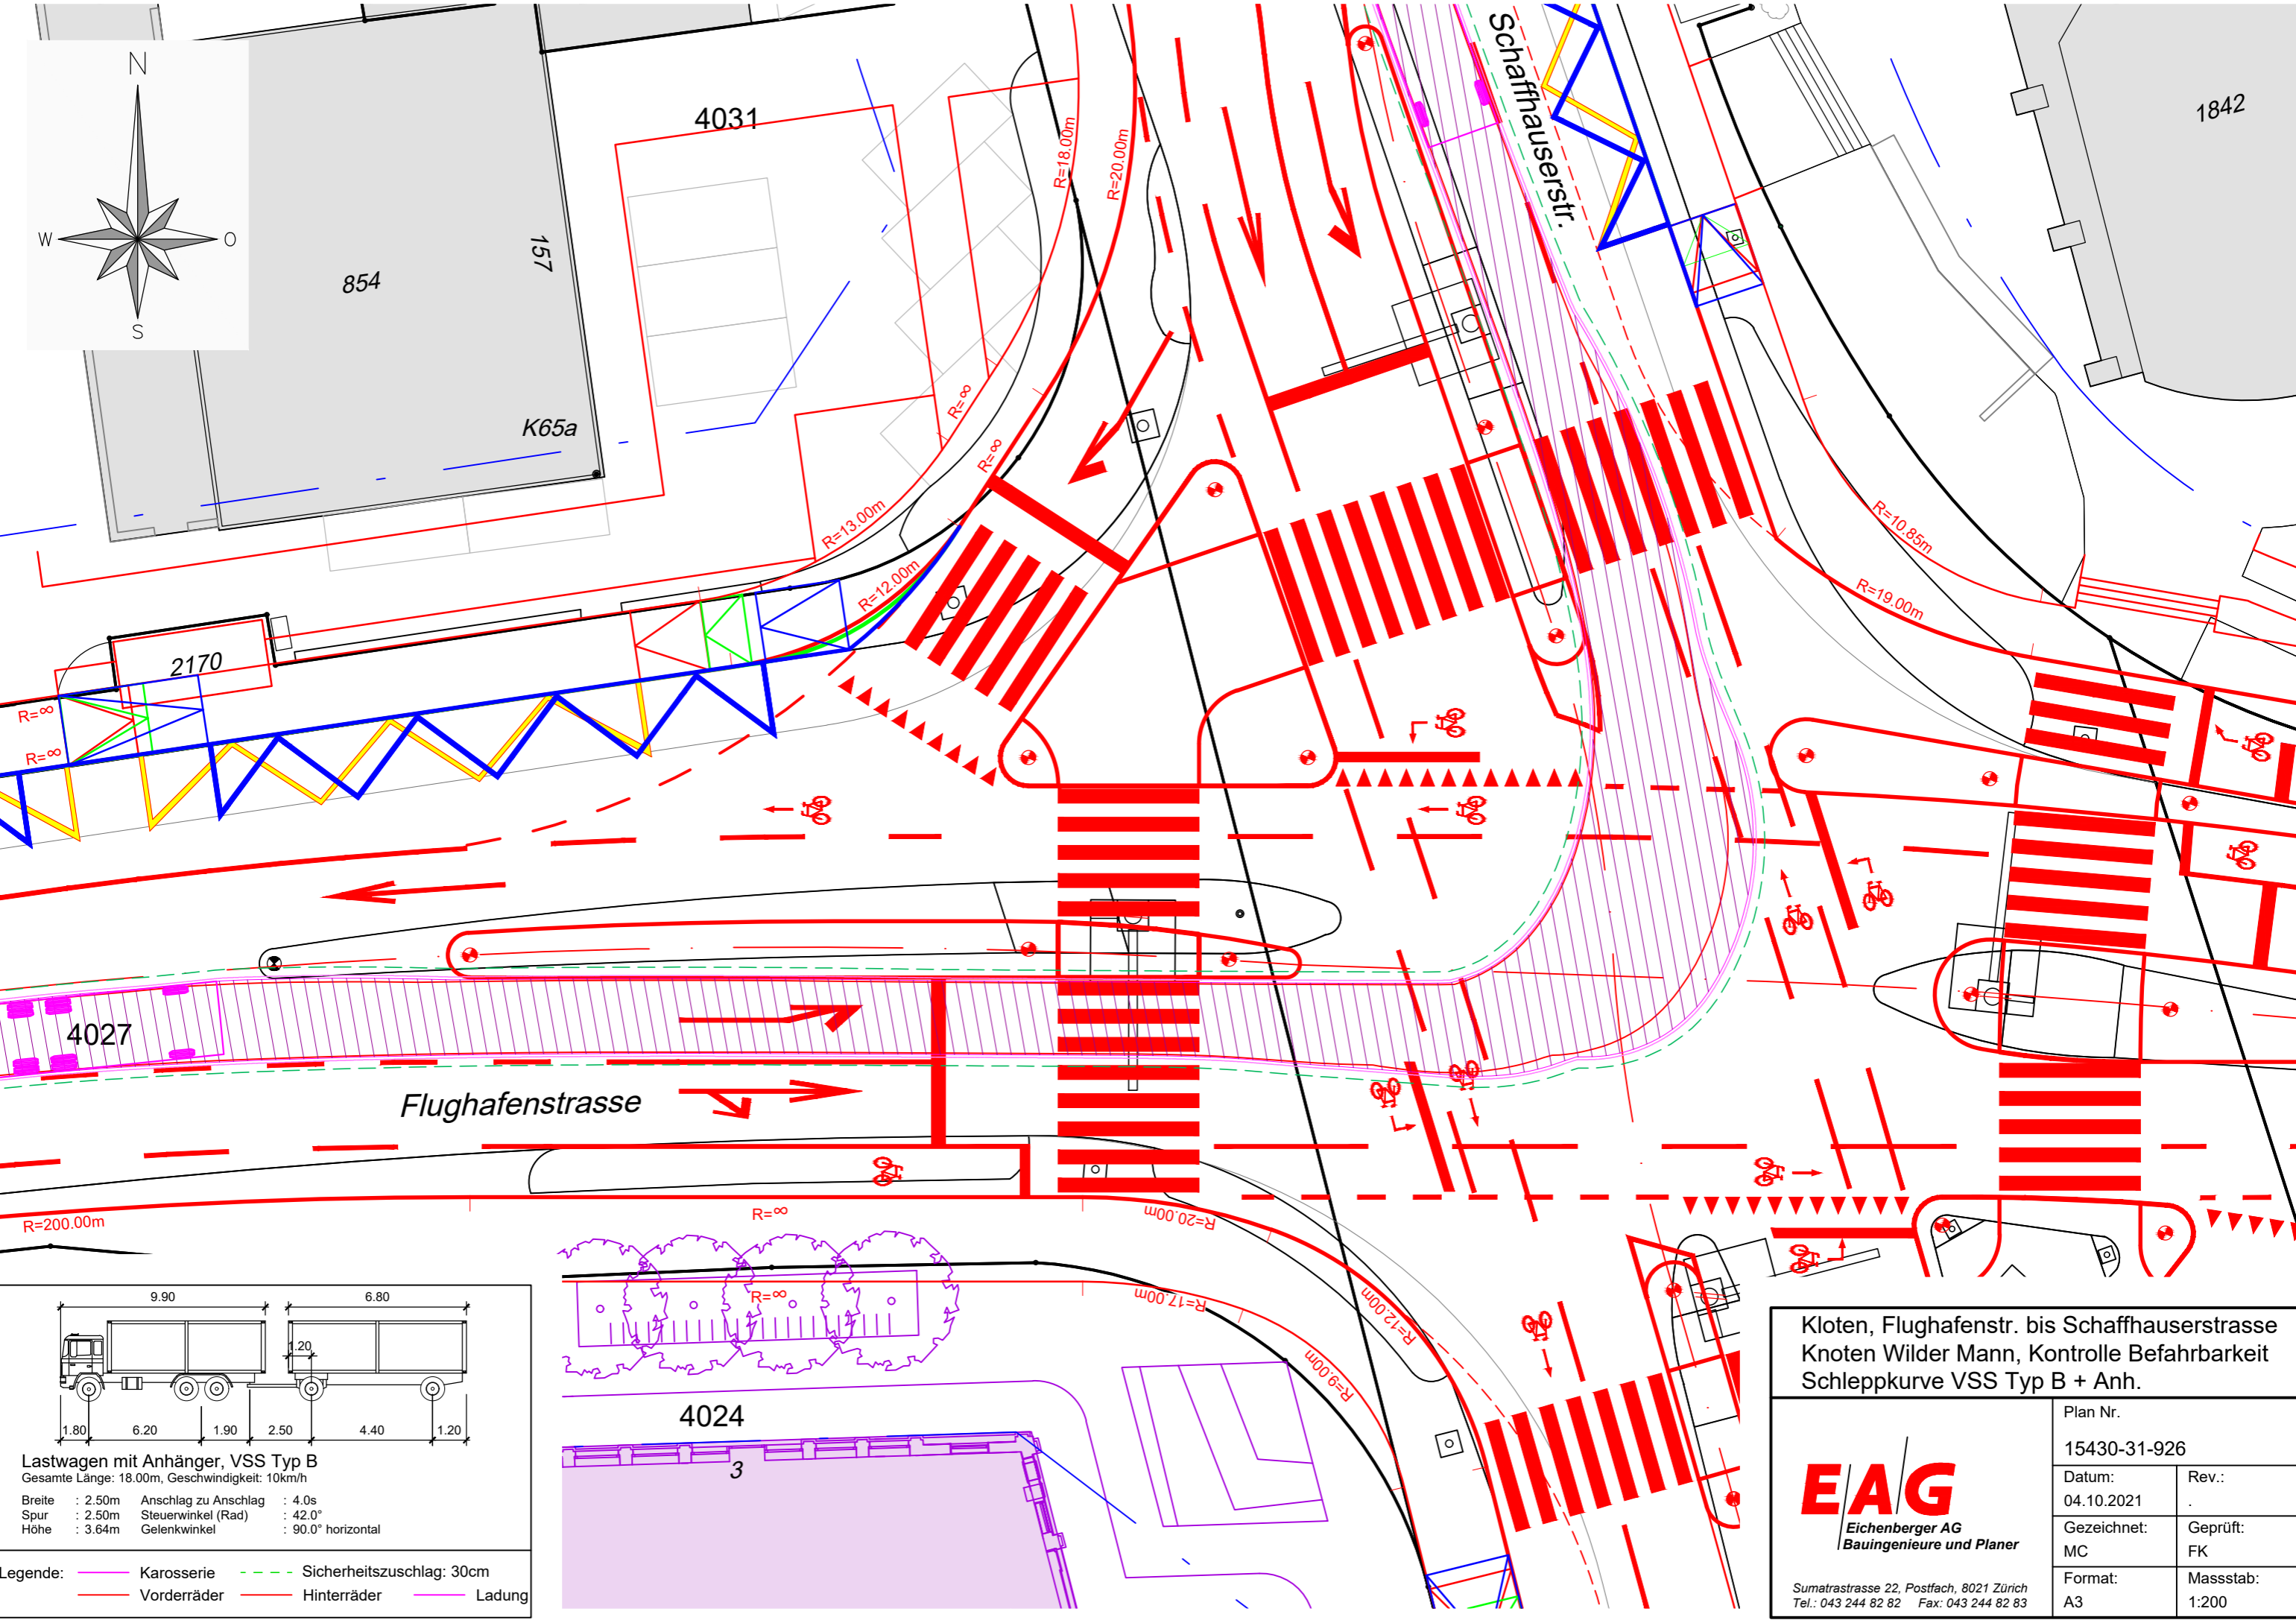 N
W
O
S
854
157
K65a
4031
R=18.00m
R=20.00m
R=∞
R=∞
R=13.00m
R=12.00m
Schaffhauserstr.
1842
R=10.85m
R=19.00m
2170
R=∞
R=∞
4027
Flughafenstrasse
R=200.00m
R=∞
R=20.00m
R=∞
R=17.00m
R=12.00m
R=9.00m
4024
3
9.90
6.80
1.20
1.80
6.20
1.90
2.50
4.40
1.20
Lastwagen mit Anhänger, VSS Typ B
Gesamte Länge: 18.00m, Geschwindigkeit: 10km/h
Breite : 2.50m Anschlag zu Anschlag : 4.0s
Spur : 2.50m Steuerwinkel (Rad) : 42.0°
Höhe : 3.64m Gelenkwinkel : 90.0° horizontal
Legende: Karosserie Sicherheitszuschlag: 30cm
Vorderräder Hinterräder Ladung
Kloten, Flughafenstr. bis Schaffhauserstrasse
Knoten Wilder Mann, Kontrolle Befahrbarkeit
Schleppkurve VSS Typ B + Anh.
EAG
Eichenberger AG
Bauingenieure und Planer
Sumatrastrasse 22, Postfach, 8021 Zürich
Tel.: 043 244 82 82 Fax: 043 244 82 83
Plan Nr.
15430-31-926
Datum: Rev.:
04.10.2021 .
Gezeichnet: Geprüft:
MC FK
Format: Massstab:
A3 1:200